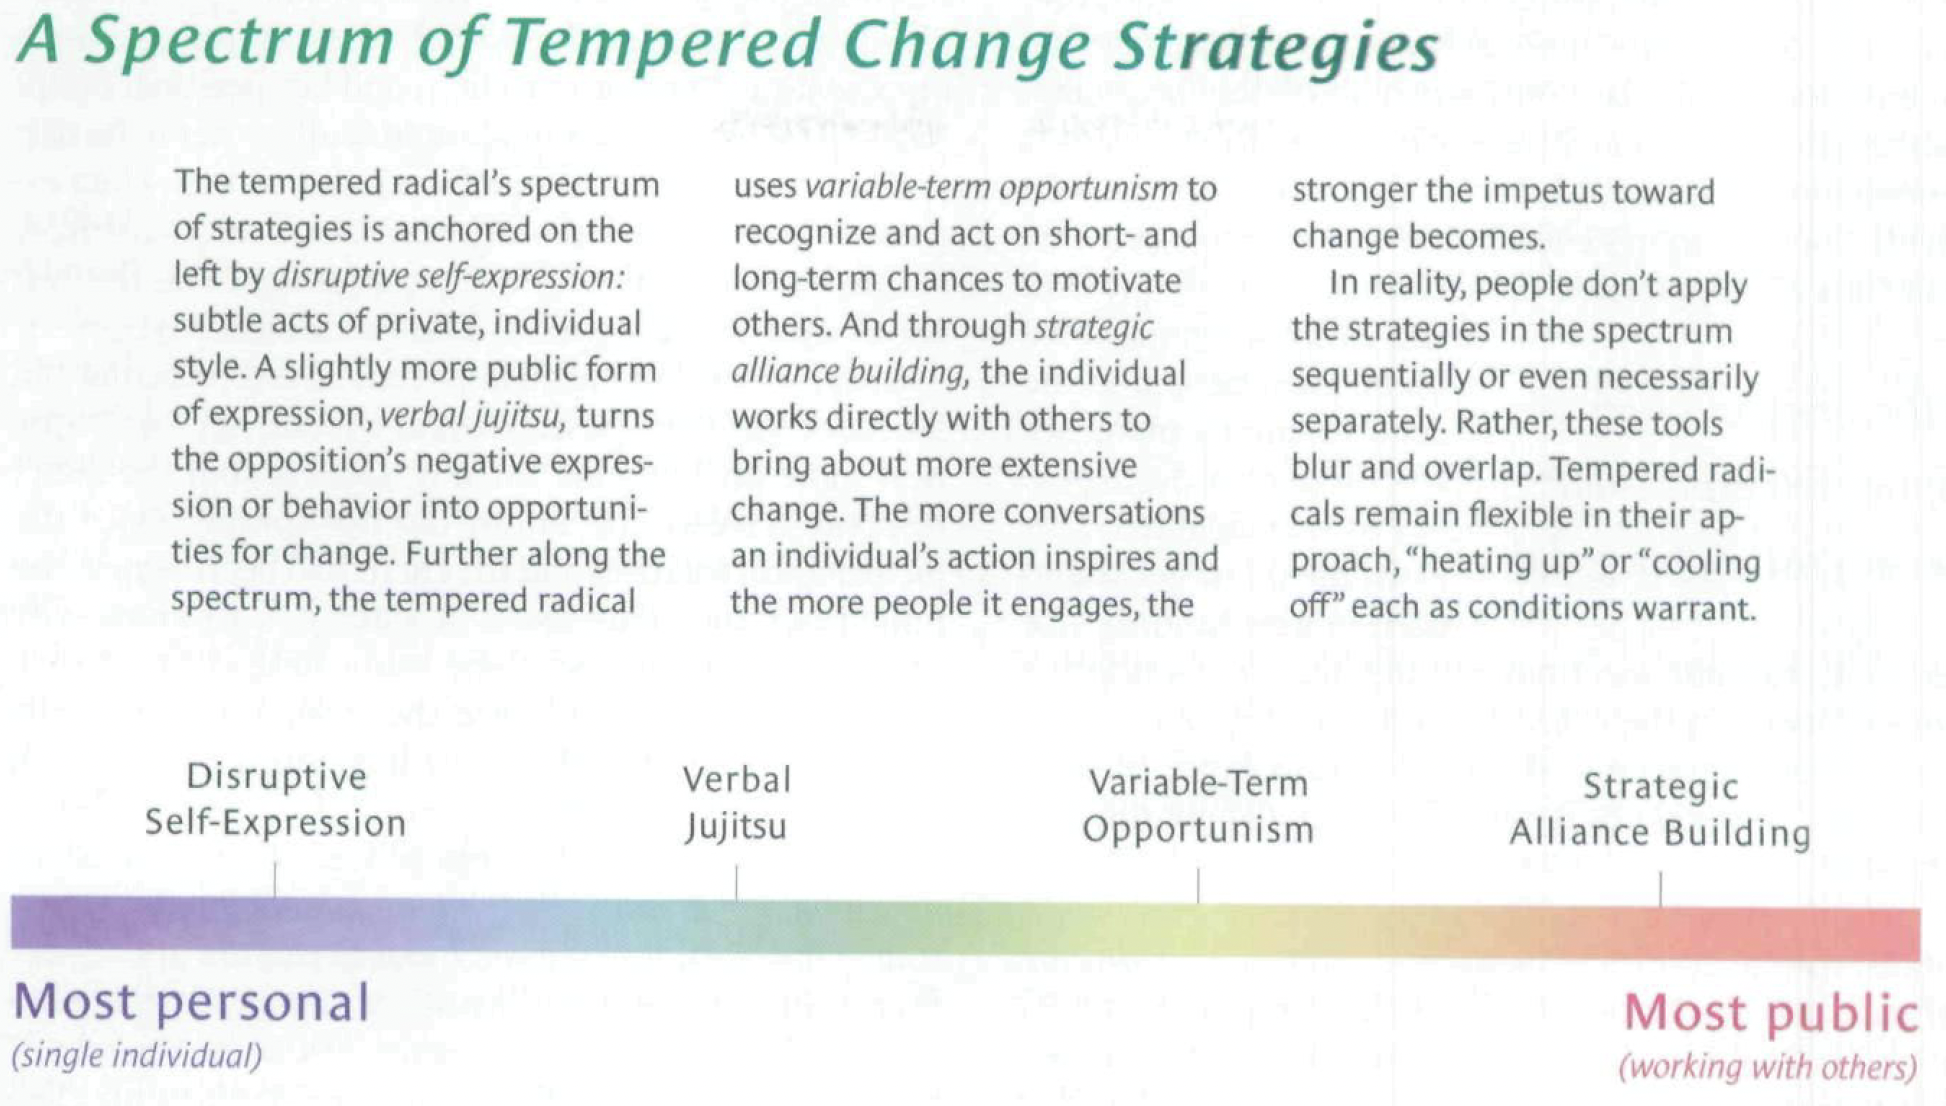 A Spectrum of Tempered Change Strategies
The tempered radical's spectrum
of strategies is anchored on the
left by disruptive self-expression:
subtle acts of private, individual
style. A slightly more public form
of expression, verbal jujitsu, turns
the opposition's negative expres-
sion or behavior into opportuni-
ties for change. Further along the
spectrum, the tempered radical
uses variable-term opportunism to
recognize and act on short- and
long-term chances to motivate
others. And through strategic
alliance building, the individual
works directly with others to
bring about more extensive
change. The more conversations
an individual's action inspires and
the more people it engages, the
stronger the impetus toward
change becomes.
In reality, people don't apply
the strategies in the spectrum
sequentially or even necessarily
separately. Rather, these tools
blur and overlap. Tempered radi-
cals remain flexible in their ap-
proach, “heating up” or “cooling
off” each as conditions warrant.
Disruptive
Self-Expression
Verbal
Jujitsu
Variable-Term
Opportunism
Strategic
Alliance Building
Most personal
(single individual)
Most public
(working with others)